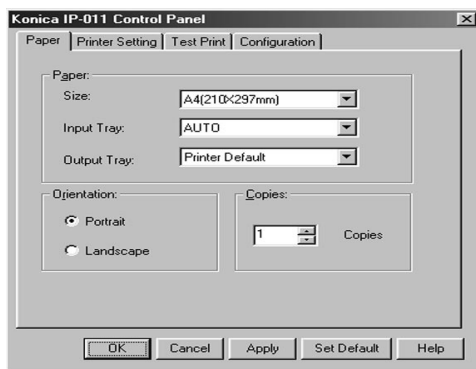 Konica IP-011 Control Panel
Paper Printer Setting Test Print Configuration
Paper:
Size: A4(210X297mm)
Input Tray: AUTO
Output Tray: Printer Default
Orientation: Copies:
Portrait
1 Copies
Landscape
OK Cancel Apply Set Default Help